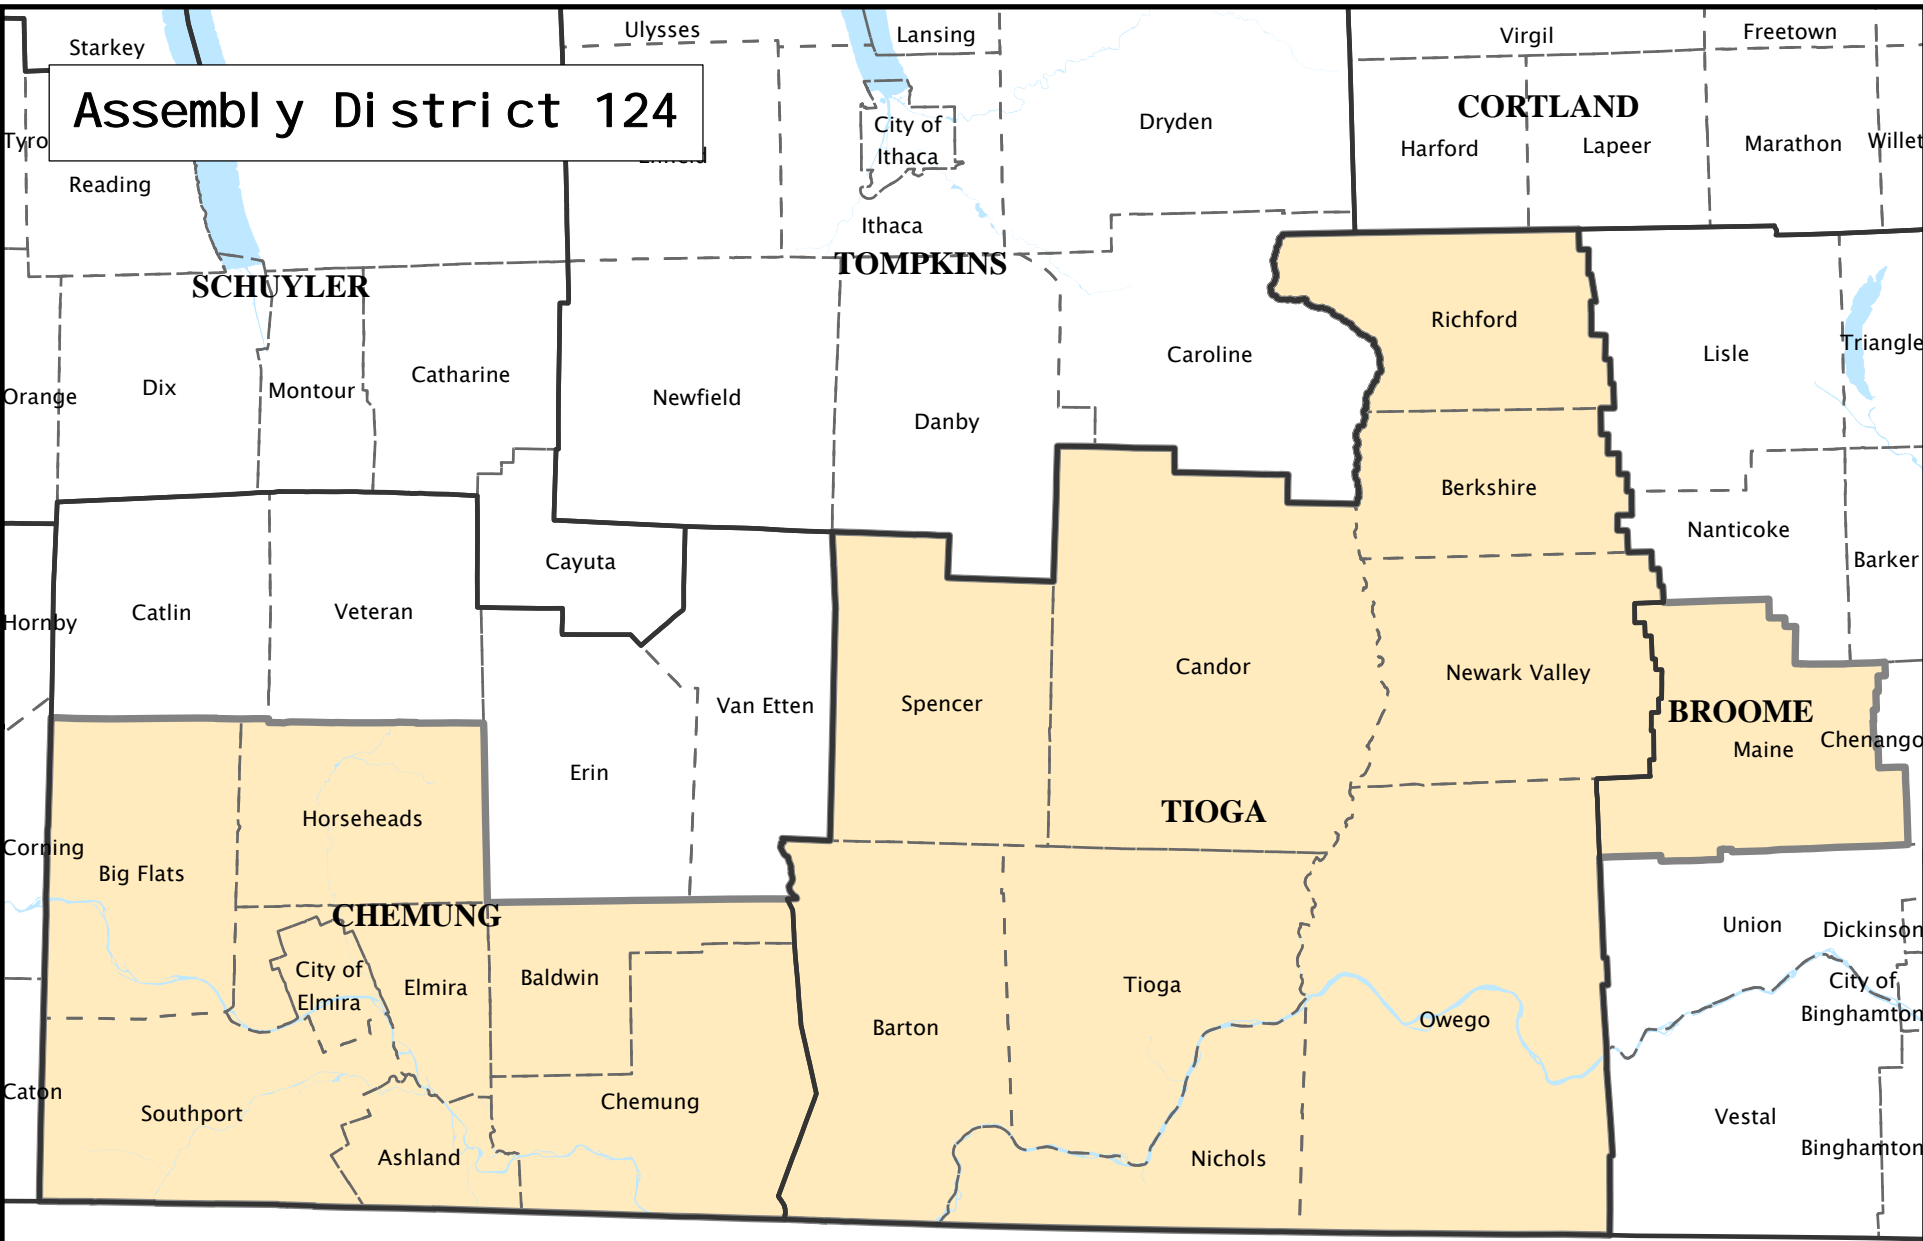 Starkey
Ulysses
Lansing
Virgil
Freetown
Assembly District 124
CORTLAND
Tyro
City of
Ithaca
Dryden
Harford
Lapeer
Marathon
Willet
Reading
Ithaca
TOMPKINS
SCHUYLER
Richford
Orange
Dix
Montour
Catharine
Newfield
Danby
Caroline
Lisle
Triangle
Berkshire
Nanticoke
Barker
Cayuta
Hornby
Catlin
Veteran
Van Etten
Spencer
Candor
Newark Valley
BROOME
Maine
Chenango
Erin
TIOGA
Horseheads
Corning
Big Flats
CHEMUNG
City of
Elmira
Elmira
Baldwin
Barton
Tioga
Owego
Union
Dickinson
City of
Binghamton
Caton
Southport
Chemung
Ashland
Nichols
Vestal
Binghamton